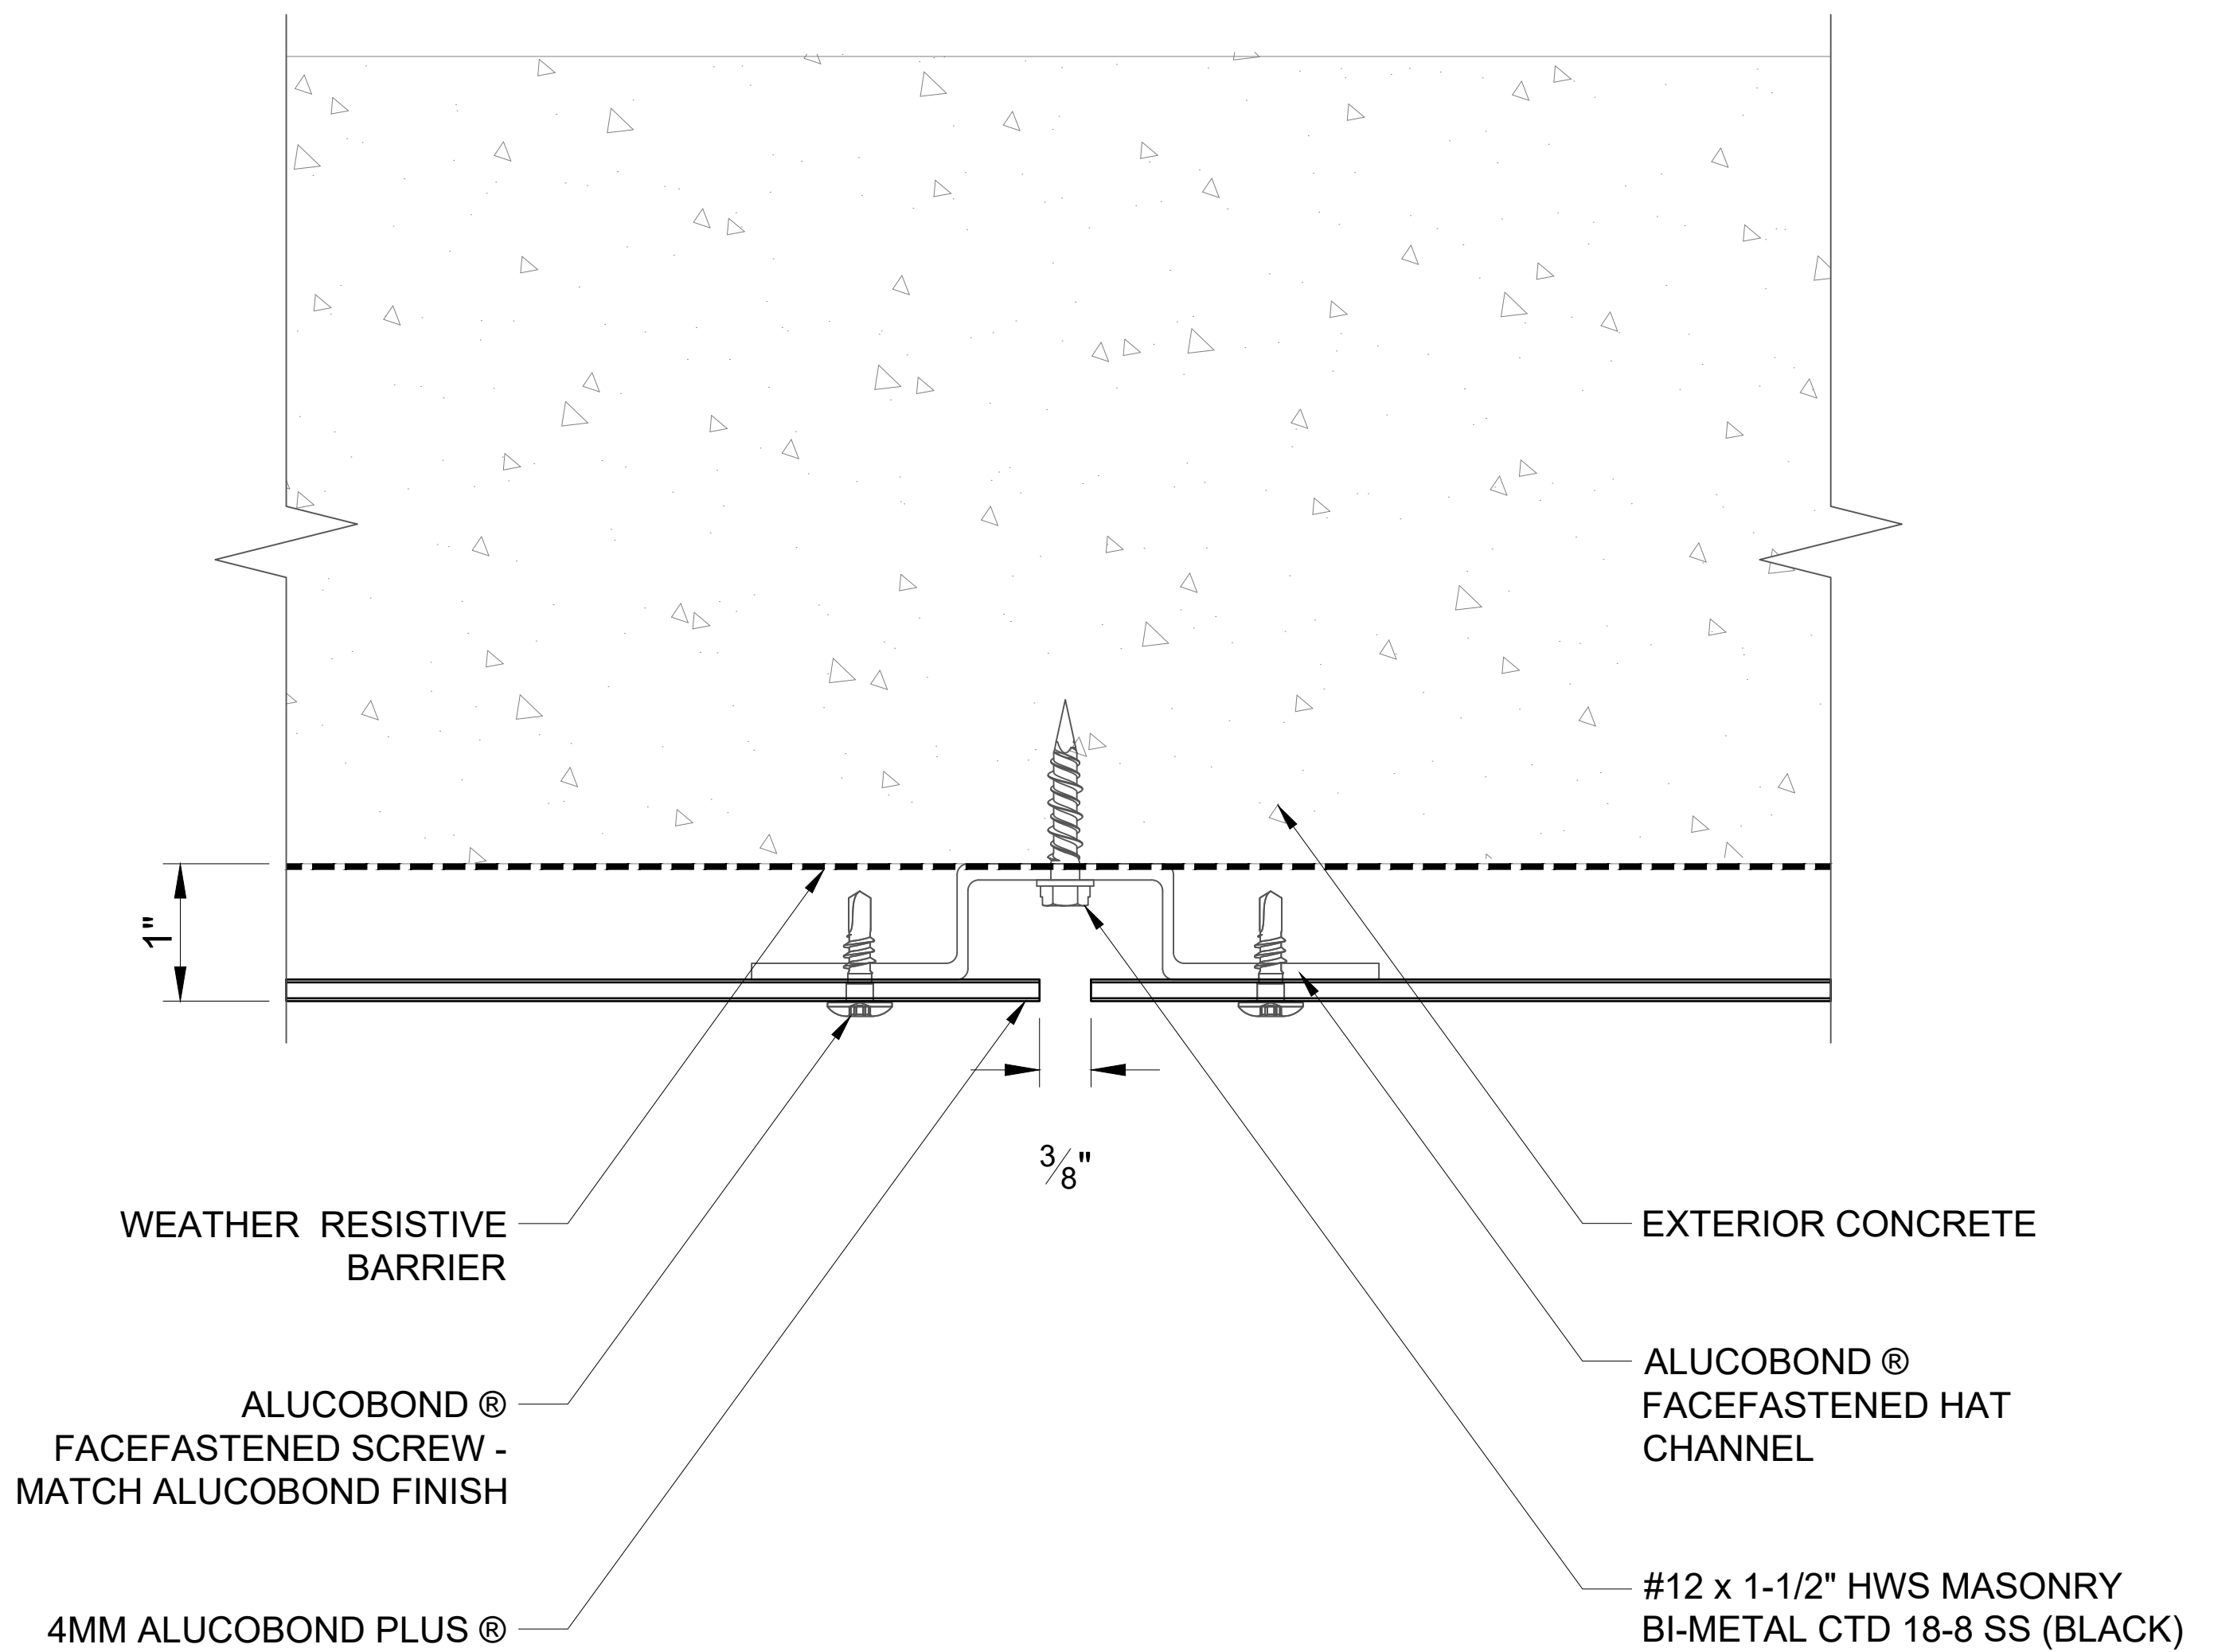 1"
3/8"
WEATHER RESISTIVE
BARRIER
ALUCOBOND ®
FACEFASTENED SCREW -
MATCH ALUCOBOND FINISH
4MM ALUCOBOND PLUS ®
EXTERIOR CONCRETE
ALUCOBOND ®
FACEFASTENED HAT
CHANNEL
#12 x 1-1/2" HWS MASONRY
BI-METAL CTD 18-8 SS (BLACK)